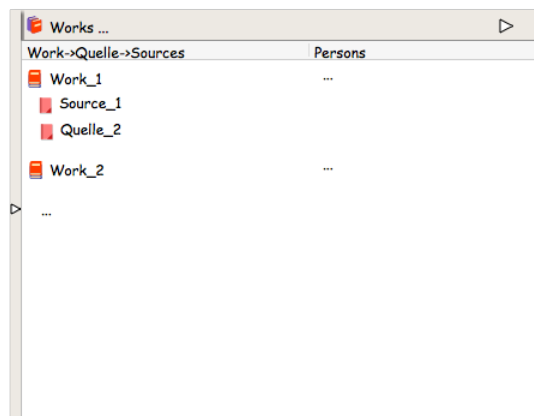 Works ...
Work->Quelle->Sources Persons
Work_1 ...
Source_1
Quelle_2
Work_2 ...
...